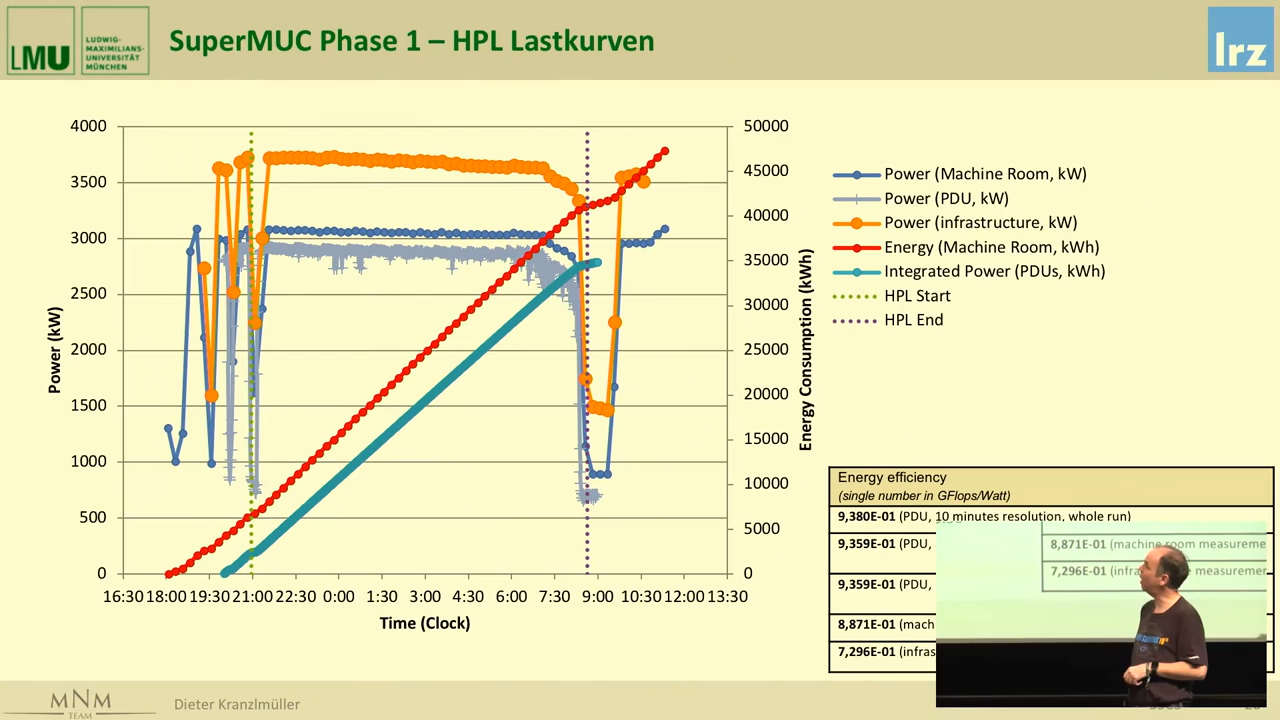 LMU
LUDWIG-
MAXIMILIANS-
UNIVERSITÄT
MÜNCHEN
SuperMUC Phase 1 – HPL Lastkurven
lrz
4000
3500
3000
2500
2000
1500
1000
500
0
Power (kW)
50000
45000
40000
35000
30000
25000
20000
15000
10000
5000
0
Energy Consumption (kWh)
16:30 18:00 19:30 21:00 22:30 0:00 1:30 3:00 4:30 6:00 7:30 9:00 10:30 12:00 13:30
Time (Clock)
Power (Machine Room, kW)
Power (PDU, kW)
Power (infrastructure, kW)
Energy (Machine Room, kWh)
Integrated Power (PDUs, kWh)
HPL Start
HPL End
Energy efficiency
(single number in GFlops/Watt)
9,380E-01 (PDU, 10 minutes resolution, whole run)
9,359E-01 (PDU,
9,359E-01 (PDU,
8,871E-01 (mach
7,296E-01 (infras
8,871E-01 (machine room measureme
7,296E-01 (infra measuremen
MNM
TEAM
Dieter Kranzlmüller